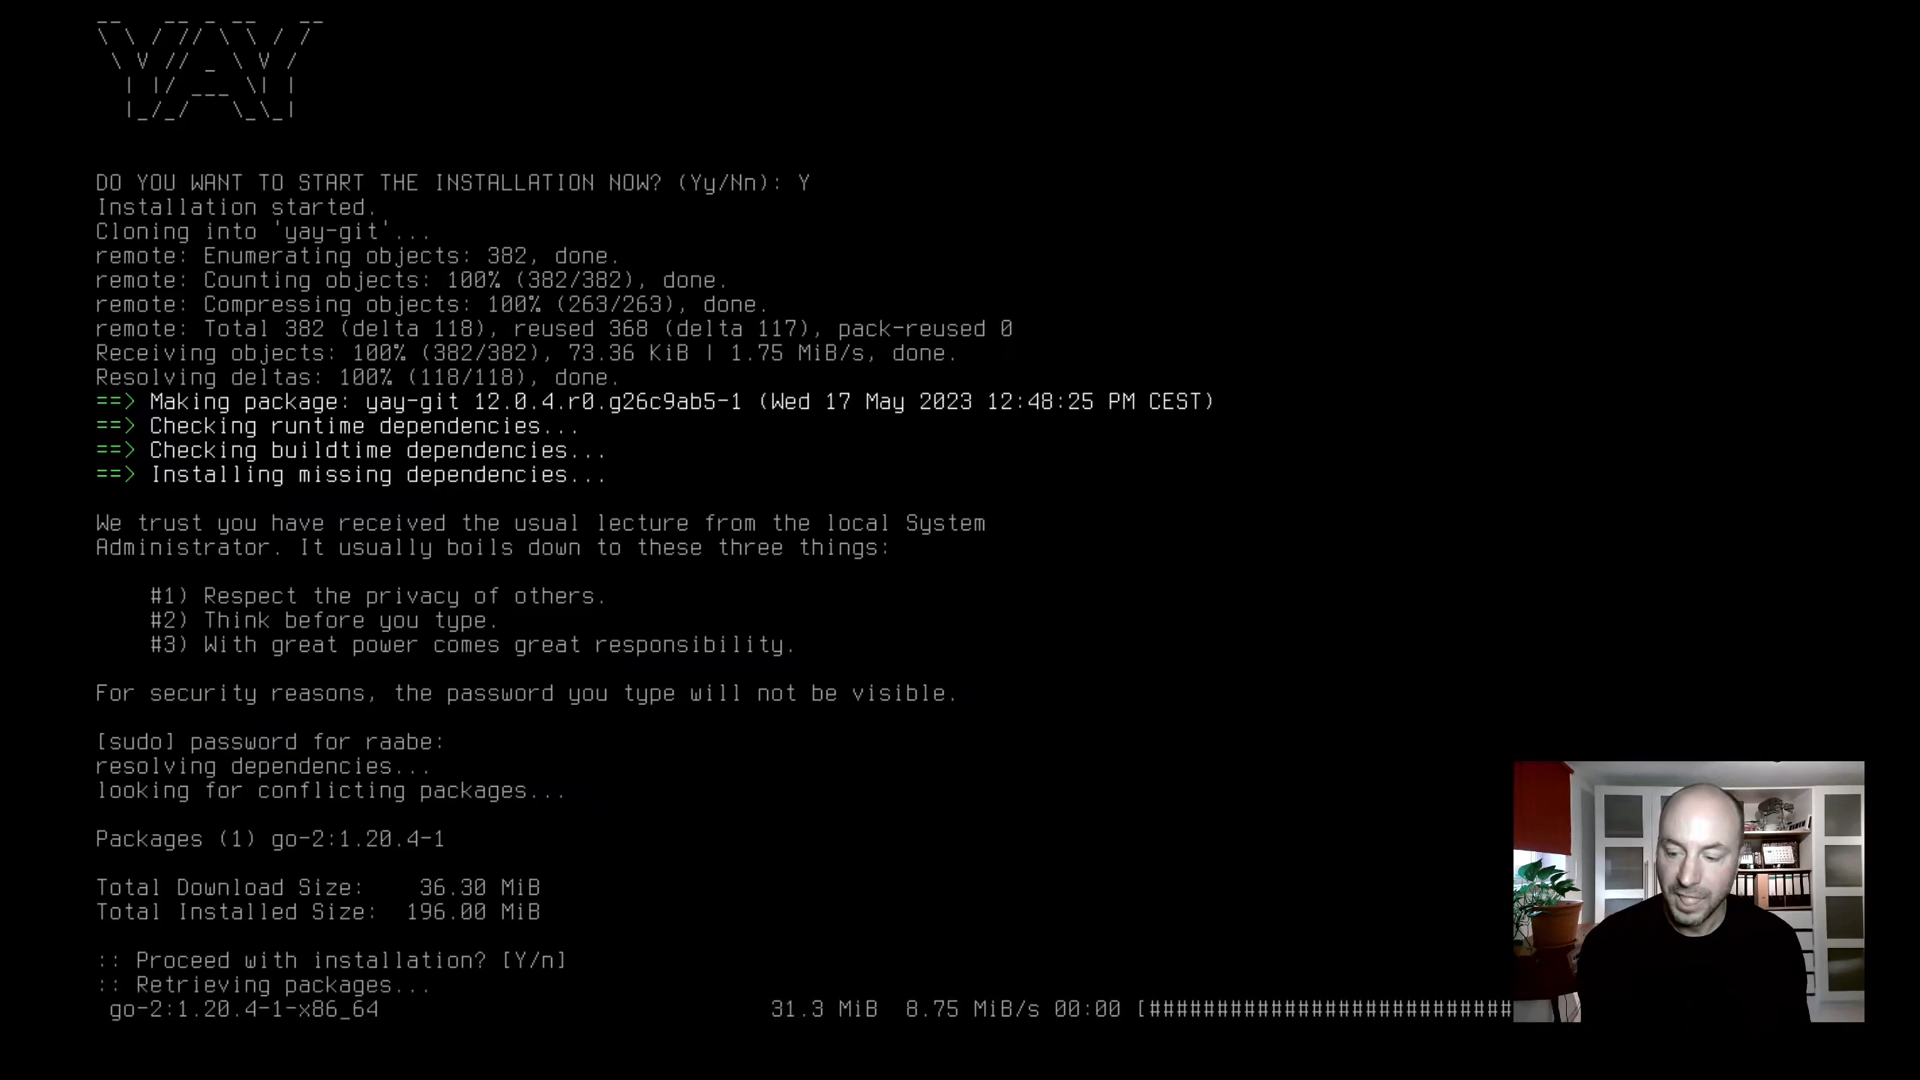 YAY
DO YOU WANT TO START THE INSTALLATION NOW? (Yy/Nn): Y
Installation started.
Cloning into 'yay-git'...
remote: Enumerating objects: 382, done.
remote: Counting objects: 100% (382/382), done.
remote: Compressing objects: 100% (263/263), done.
remote: Total 382 (delta 118), reused 368 (delta 117), pack-reused 0
Receiving objects: 100% (382/382), 73.36 KiB | 1.75 MiB/s, done.
Resolving deltas: 100% (118/118), done.
==> Making package: yay-git 12.0.4.r0.g26c9ab5-1 (Wed 17 May 2023 12:48:25 PM CEST)
==> Checking runtime dependencies...
==> Checking buildtime dependencies...
==> Installing missing dependencies...
We trust you have received the usual lecture from the local System
Administrator. It usually boils down to these three things:
#1) Respect the privacy of others.
#2) Think before you type.
#3) With great power comes great responsibility.
For security reasons, the password you type will not be visible.
[sudo] password for raabe:
resolving dependencies...
looking for conflicting packages...
Packages (1) go-2:1.20.4-1
Total Download Size: 36.30 MiB
Total Installed Size: 196.00 MiB
:: Proceed with installation? [Y/n]
:: Retrieving packages...
go-2:1.20.4-1-x86_64 31.3 MiB 8.75 MiB/s 00:00 [###########################